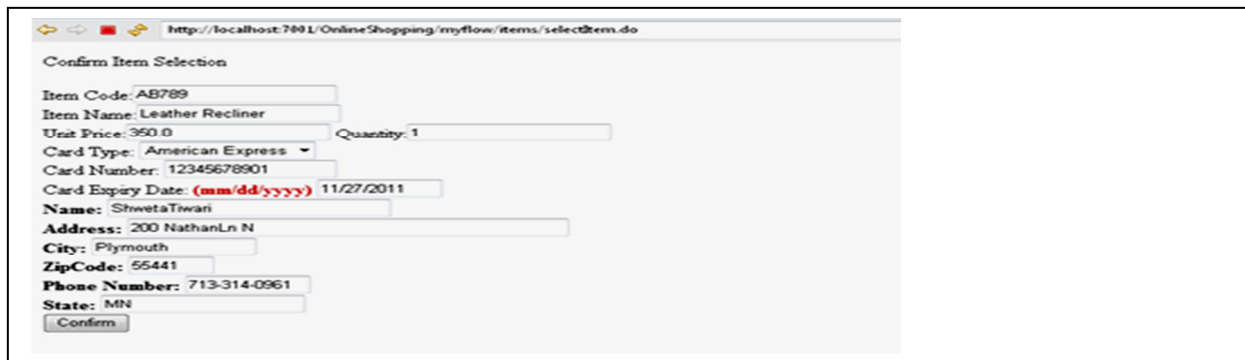 http://localhost:7001/OnlineShopping/myflow/items/selectItem.do
Confirm Item Selection
Item Code: AB789
Item Name: Leather Recliner
Unit Price: 350.0 Quantity: 1
Card Type: American Express
Card Number: 12345678901
Card Expiry Date: (mm/dd/yyyy) 11/27/2011
Name: ShwetaTiwari
Address: 200 NathanLn N
City: Plymouth
ZipCode: 55441
Phone Number: 713-314-0961
State: MN
Confirm